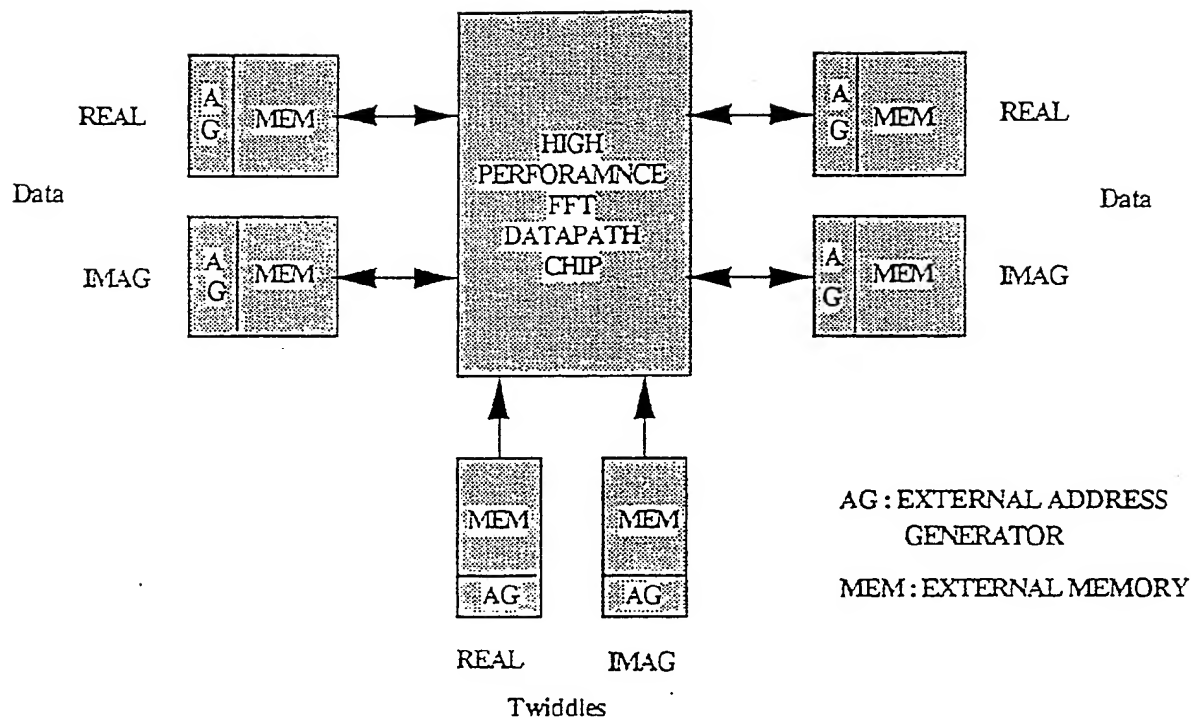 REAL
A
G
MEM
HIGH
PERFORAMNCE
FFT
DATAPATH
CHIP
A
G
MEM
REAL
Data
Data
IMAG
A
G
MEM
A
G
MEM
IMAG
MEM
AG
MEM
AG
REAL
IMAG
Twiddles
AG : EXTERNAL ADDRESS
GENERATOR
MEM : EXTERNAL MEMORY